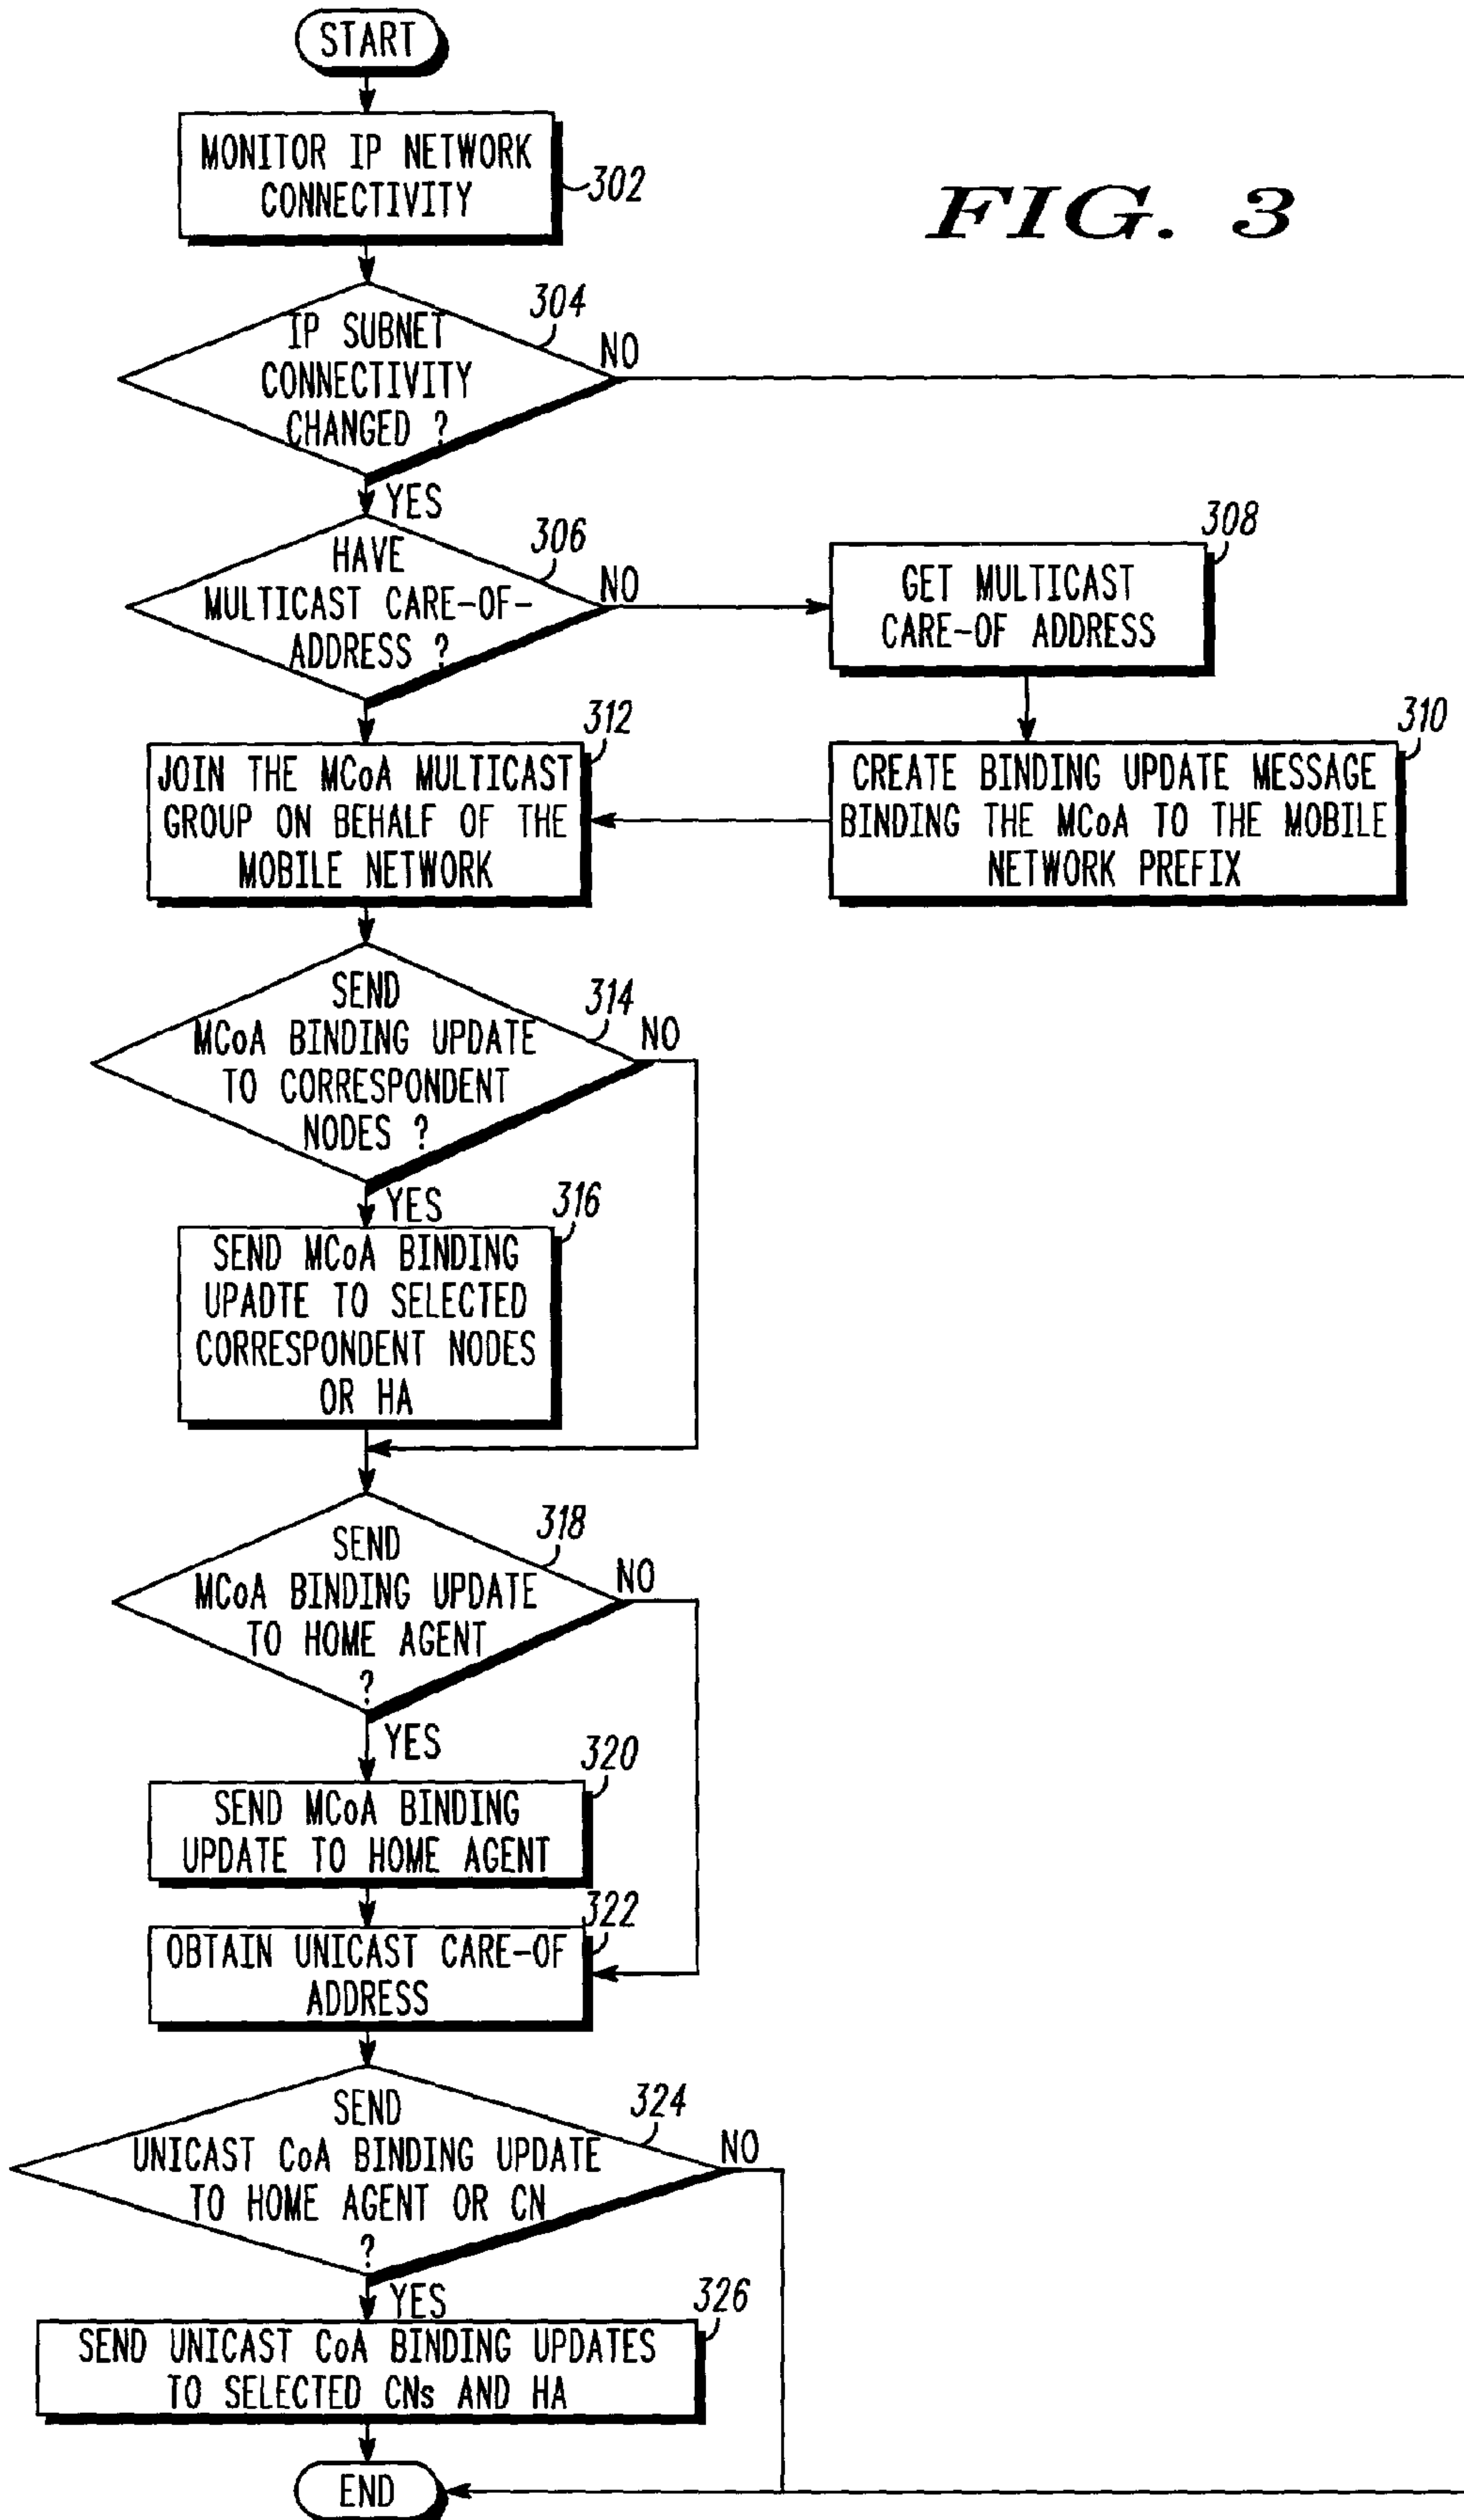 START
MONITOR IP NETWORK
CONNECTIVITY
302
FIG. 3
304
IP SUBNET
CONNECTIVITY
CHANGED ?
NO
YES
306
HAVE
MULTICAST CARE-OF-
ADDRESS ?
NO
308
GET MULTICAST
CARE-OF ADDRESS
310
CREATE BINDING UPDATE MESSAGE
BINDING THE MCoA TO THE MOBILE
NETWORK PREFIX
312
JOIN THE MCoA MULTICAST
GROUP ON BEHALF OF THE
MOBILE NETWORK
314
SEND
MCoA BINDING UPDATE
TO CORRESPONDENT
NODES ?
NO
YES
316
SEND MCoA BINDING
UPADTE TO SELECTED
CORRESPONDENT NODES
OR HA
318
SEND
MCoA BINDING UPDATE
TO HOME AGENT
?
NO
YES
320
SEND MCoA BINDING
UPDATE TO HOME AGENT
322
OBTAIN UNICAST CARE-OF
ADDRESS
324
SEND
UNICAST CoA BINDING UPDATE
TO HOME AGENT OR CN
?
NO
YES
326
SEND UNICAST CoA BINDING UPDATES
TO SELECTED CNs AND HA
END